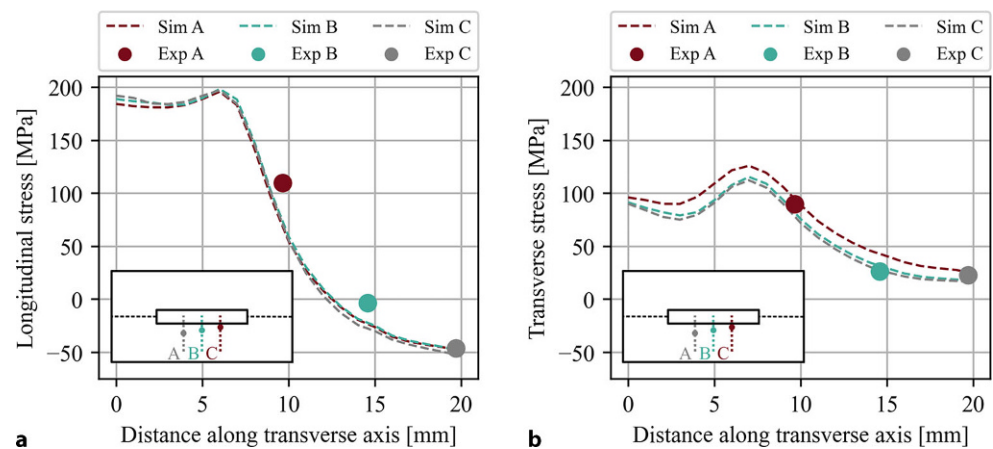 Sim A Sim B Sim C
Exp A Exp B Exp C
200
150
100
50
0
−50
Longitudinal stress [MPa]
A B C
0 5 10 15 20
Distance along transverse axis [mm]
a
Sim A Sim B Sim C
Exp A Exp B Exp C
200
150
100
50
0
−50
Transverse stress [MPa]
A B C
0 5 10 15 20
Distance along transverse axis [mm]
b